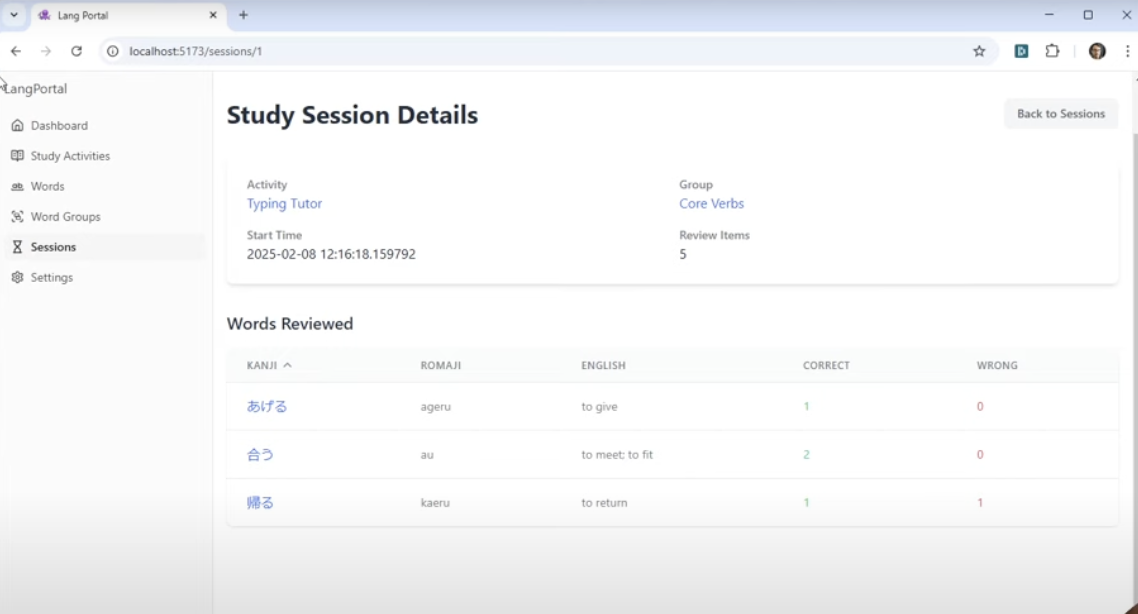 Lang Portal
localhost:5173/sessions/1
LangPortal
Dashboard
Study Activities
Words
Word Groups
Sessions
Settings
Study Session Details
Back to Sessions
Activity
Typing Tutor
Group
Core Verbs
Start Time
2025-02-08 12:16:18.159792
Review Items
5
Words Reviewed
KANJI ROMAJI ENGLISH CORRECT WRONG
あげる ageru to give 1 0
合う au to meet; to fit 2 0
帰る kaeru to return 1 1